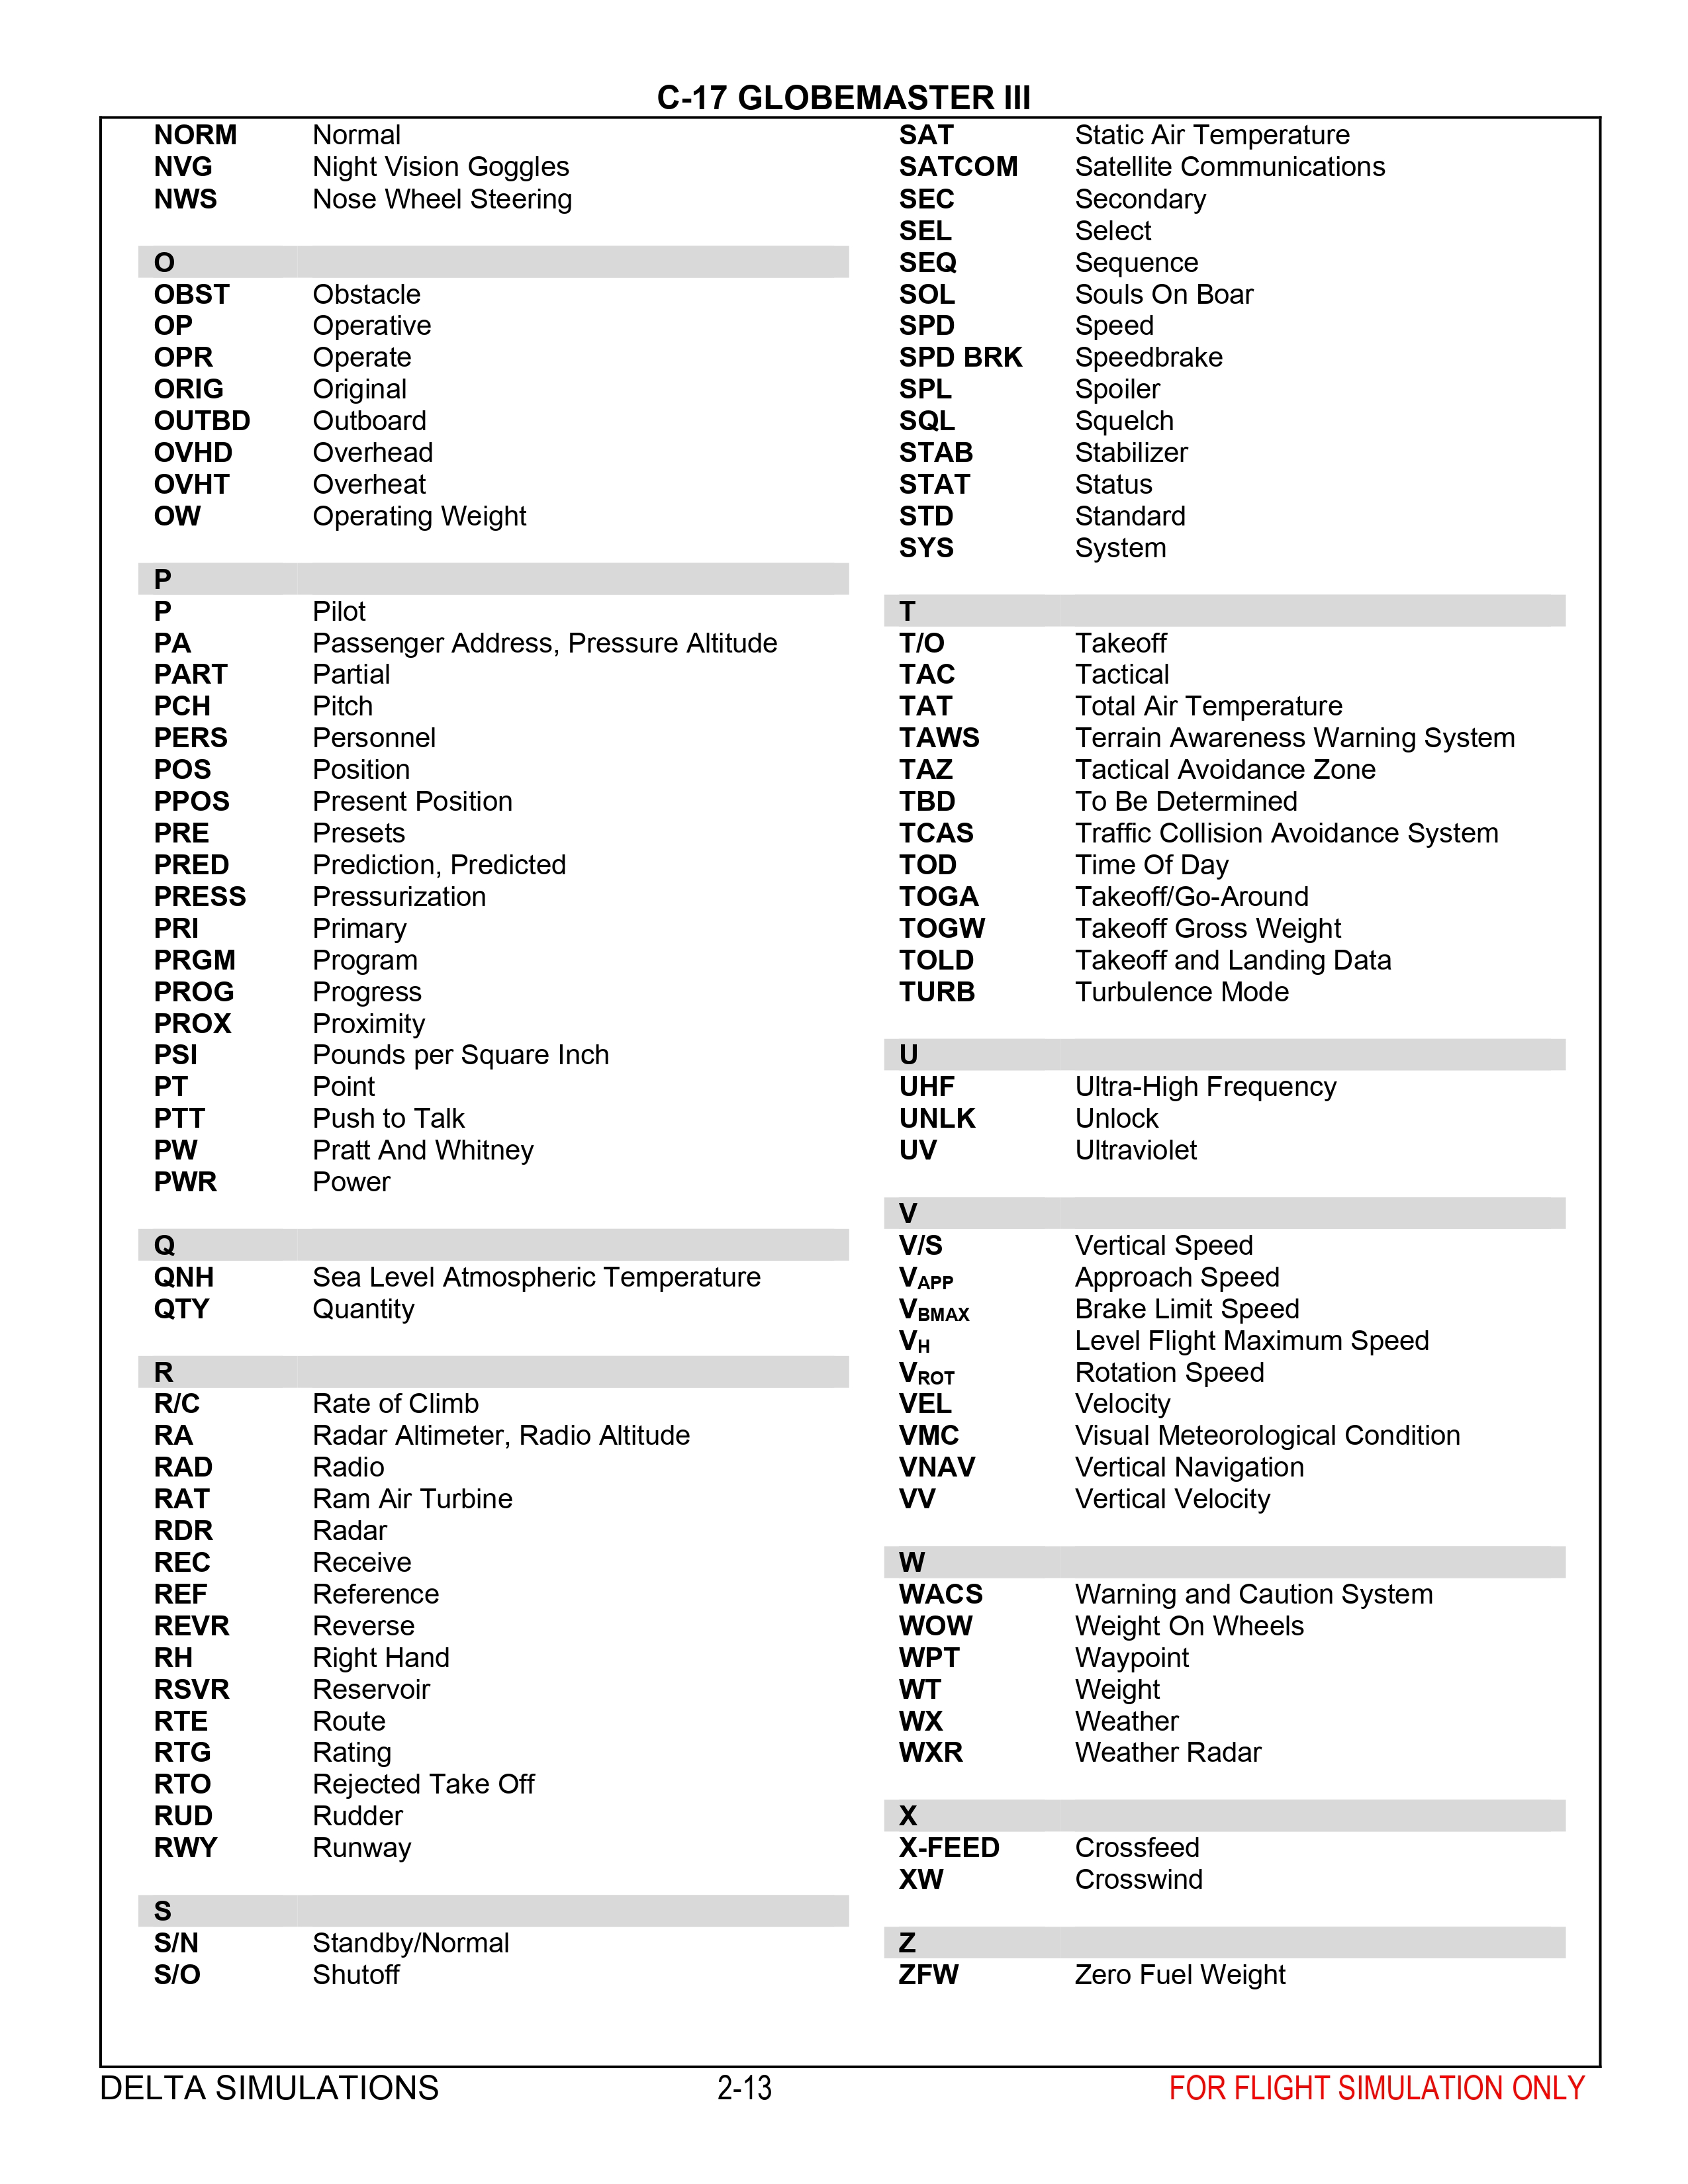 C-17 GLOBEMASTER III
NORM Normal
NVG Night Vision Goggles
NWS Nose Wheel Steering
O
OBST Obstacle
OP Operative
OPR Operate
ORIG Original
OUTBD Outboard
OVHD Overhead
OVHT Overheat
OW Operating Weight
P
P Pilot
PA Passenger Address, Pressure Altitude
PART Partial
PCH Pitch
PERS Personnel
POS Position
PPOS Present Position
PRE Presets
PRED Prediction, Predicted
PRESS Pressurization
PRI Primary
PRGM Program
PROG Progress
PROX Proximity
PSI Pounds per Square Inch
PT Point
PTT Push to Talk
PW Pratt And Whitney
PWR Power
Q
QNH Sea Level Atmospheric Temperature
QTY Quantity
R
R/C Rate of Climb
RA Radar Altimeter, Radio Altitude
RAD Radio
RAT Ram Air Turbine
RDR Radar
REC Receive
REF Reference
REVR Reverse
RH Right Hand
RSVR Reservoir
RTE Route
RTG Rating
RTO Rejected Take Off
RUD Rudder
RWY Runway
S
S/N Standby/Normal
S/O Shutoff
SAT Static Air Temperature
SATCOM Satellite Communications
SEC Secondary
SEL Select
SEQ Sequence
SOL Souls On Boar
SPD Speed
SPD BRK Speedbrake
SPL Spoiler
SQL Squelch
STAB Stabilizer
STAT Status
STD Standard
SYS System
T
T/O Takeoff
TAC Tactical
TAT Total Air Temperature
TAWS Terrain Awareness Warning System
TAZ Tactical Avoidance Zone
TBD To Be Determined
TCAS Traffic Collision Avoidance System
TOD Time Of Day
TOGA Takeoff/Go-Around
TOGW Takeoff Gross Weight
TOLD Takeoff and Landing Data
TURB Turbulence Mode
U
UHF Ultra-High Frequency
UNLK Unlock
UV Ultraviolet
V
V/S Vertical Speed
VAPP Approach Speed
VBMAX Brake Limit Speed
VH Level Flight Maximum Speed
VROT Rotation Speed
VEL Velocity
VMC Visual Meteorological Condition
VNAV Vertical Navigation
VV Vertical Velocity
W
WACS Warning and Caution System
WOW Weight On Wheels
WPT Waypoint
WT Weight
WX Weather
WXR Weather Radar
X
X-FEED Crossfeed
XW Crosswind
Z
ZFW Zero Fuel Weight
DELTA SIMULATIONS 2-13 FOR FLIGHT SIMULATION ONLY